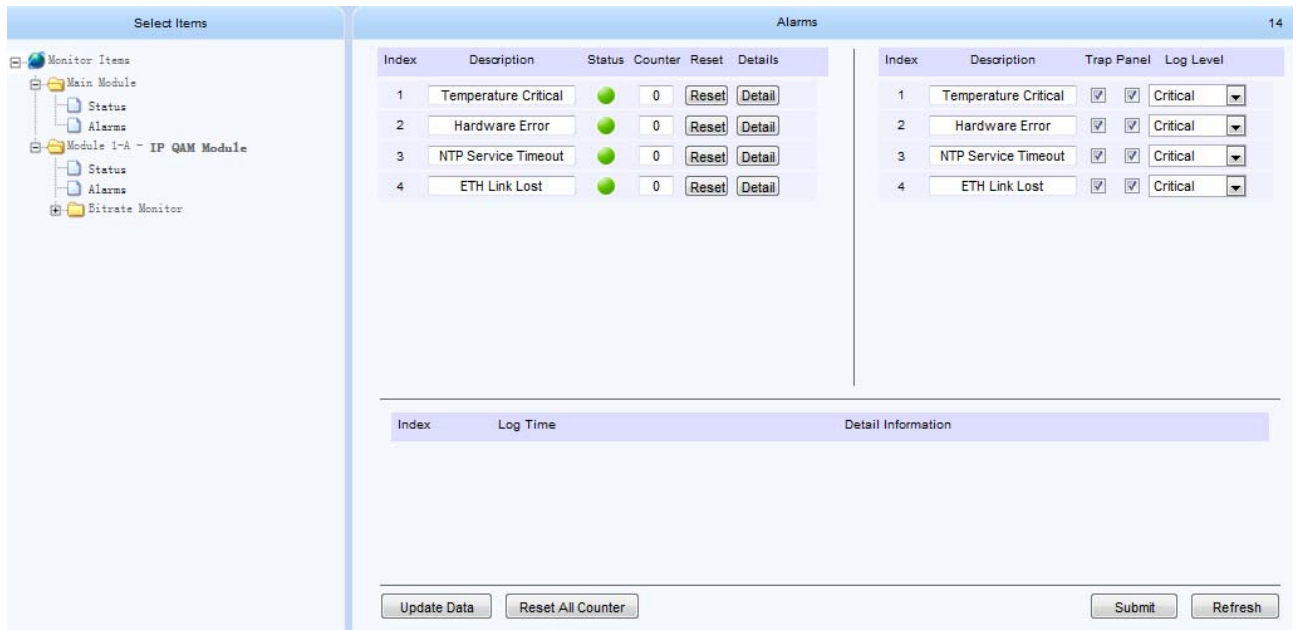 Select Items
Alarms
14
Monitor Items
Main Module
Status
Alarms
Module 1-A - IP QAM Module
Status
Alarms
Bitrate Monitor
Index Description Status Counter Reset Details
1 Temperature Critical 0 Reset Detail
2 Hardware Error 0 Reset Detail
3 NTP Service Timeout 0 Reset Detail
4 ETH Link Lost 0 Reset Detail
Index Description Trap Panel Log Level
1 Temperature Critical Critical
2 Hardware Error Critical
3 NTP Service Timeout Critical
4 ETH Link Lost Critical
Index Log Time Detail Information
Update Data Reset All Counter Submit Refresh